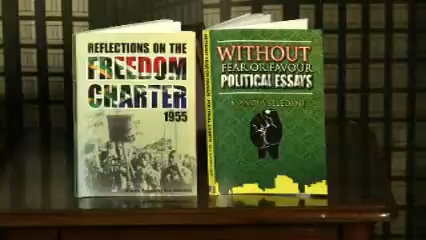 REFLECTIONS ON THE
FREEDOM
CHARTER
1955
WITHOUT
FEAR OR FAVOUR
POLITICAL ESSAYS